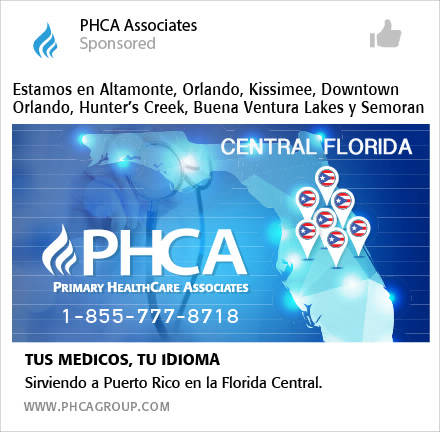 PHCA Associates
Sponsored
Estamos en Altamonte, Orlando, Kissimee, Downtown
Orlando, Hunter's Creek, Buena Ventura Lakes y Semoran
CENTRAL FLORIDA
PHCA
PRIMARY HEALTHCARE ASSOCIATES
1-855-777-8718
TUS MEDICOS, TU IDIOMA
Sirviendo a Puerto Rico en la Florida Central.
WWW.PHCAGROUP.COM